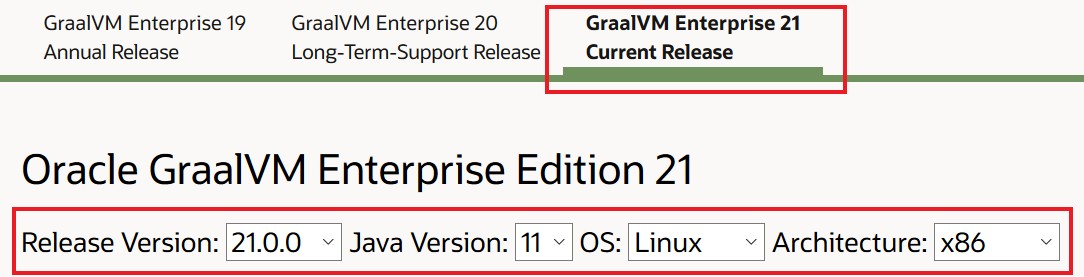 GraalVM Enterprise 19
Annual Release
GraalVM Enterprise 20
Long-Term-Support Release
GraalVM Enterprise 21
Current Release
Oracle GraalVM Enterprise Edition 21
Release Version: 21.0.0 Java Version: 11 OS: Linux Architecture: x86